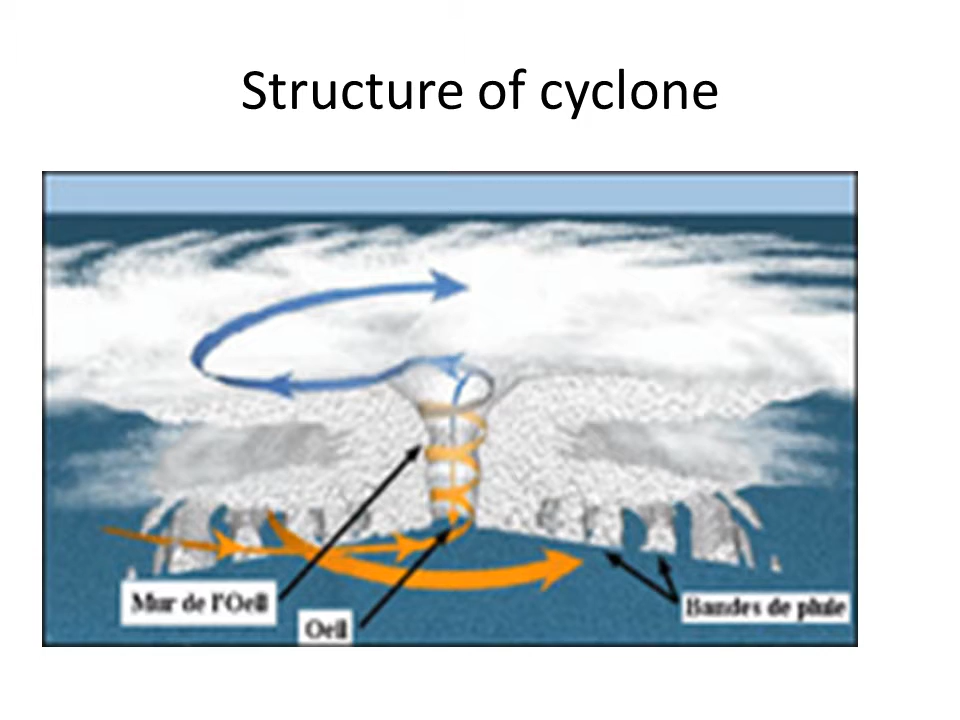 Structure of cyclone
Mur de l'Oeil
Oeil
Bandes de pluie